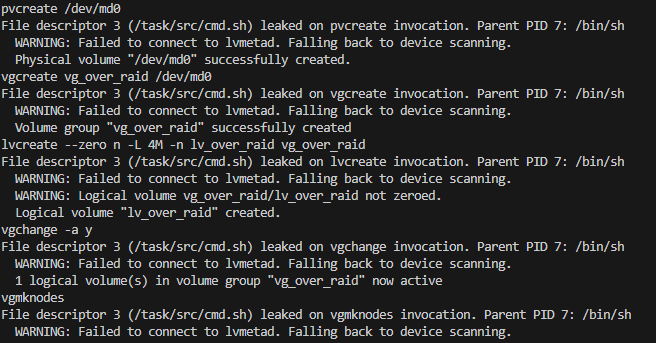 pvcreate /dev/md0
File descriptor 3 (/task/src/cmd.sh) leaked on pvcreate invocation. Parent PID 7: /bin/sh
  WARNING: Failed to connect to lvmetad. Falling back to device scanning.
  Physical volume "/dev/md0" successfully created.
vgcreate vg_over_raid /dev/md0
File descriptor 3 (/task/src/cmd.sh) leaked on vgcreate invocation. Parent PID 7: /bin/sh
  WARNING: Failed to connect to lvmetad. Falling back to device scanning.
  Volume group "vg_over_raid" successfully created
lvcreate --zero n -L 4M -n lv_over_raid vg_over_raid
File descriptor 3 (/task/src/cmd.sh) leaked on lvcreate invocation. Parent PID 7: /bin/sh
  WARNING: Failed to connect to lvmetad. Falling back to device scanning.
  WARNING: Logical volume vg_over_raid/lv_over_raid not zeroed.
  Logical volume "lv_over_raid" created.
vgchange -a y
File descriptor 3 (/task/src/cmd.sh) leaked on vgchange invocation. Parent PID 7: /bin/sh
  WARNING: Failed to connect to lvmetad. Falling back to device scanning.
  1 logical volume(s) in volume group "vg_over_raid" now active
vgmknodes
File descriptor 3 (/task/src/cmd.sh) leaked on vgmknodes invocation. Parent PID 7: /bin/sh
  WARNING: Failed to connect to lvmetad. Falling back to device scanning.